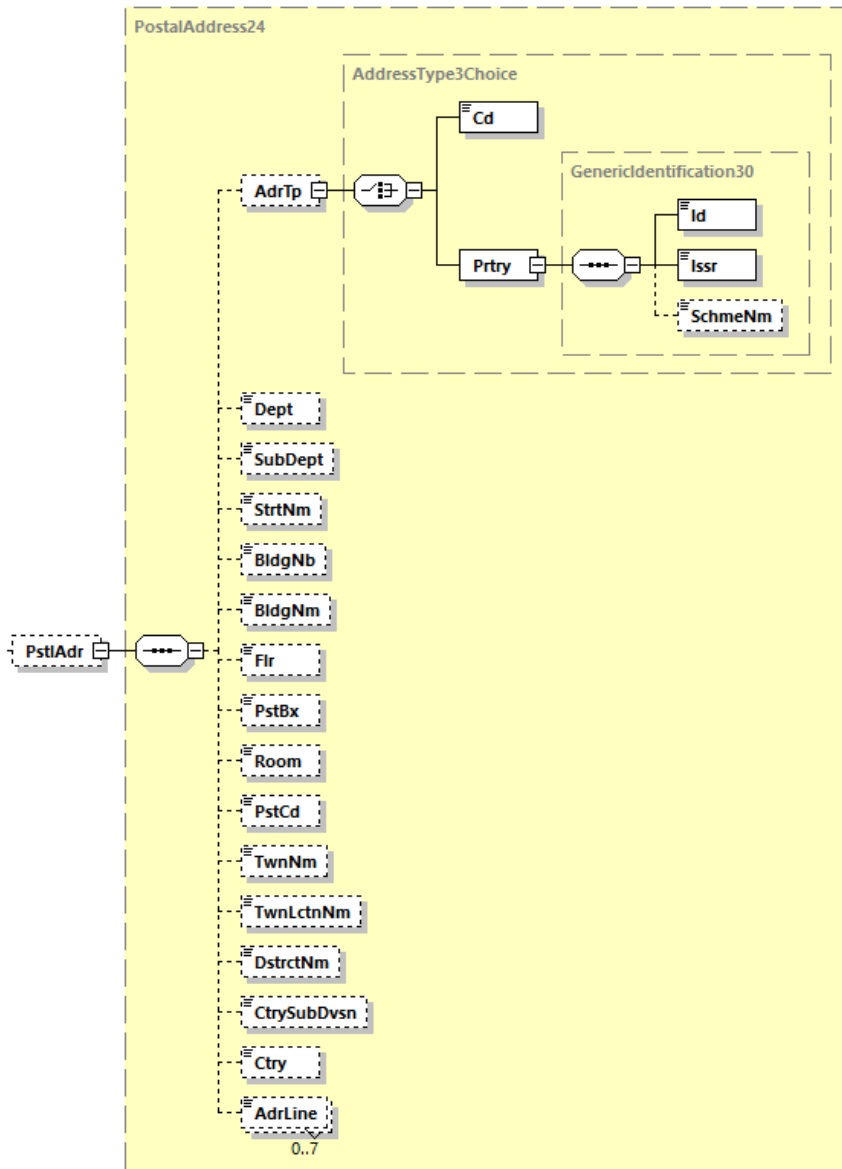 PostalAddress24
AddressType3Choice
Cd
GenericIdentification30
AdrTp
Id
Prtry
Issr
SchmeNm
Dept
SubDept
StrtNm
BldgNb
BldgNm
PstlAdr
Flr
PstBx
Room
PstCd
TwnNm
TwnLctnNm
DstrctNm
CtrySubDvsn
Ctry
AdrLine
0..7